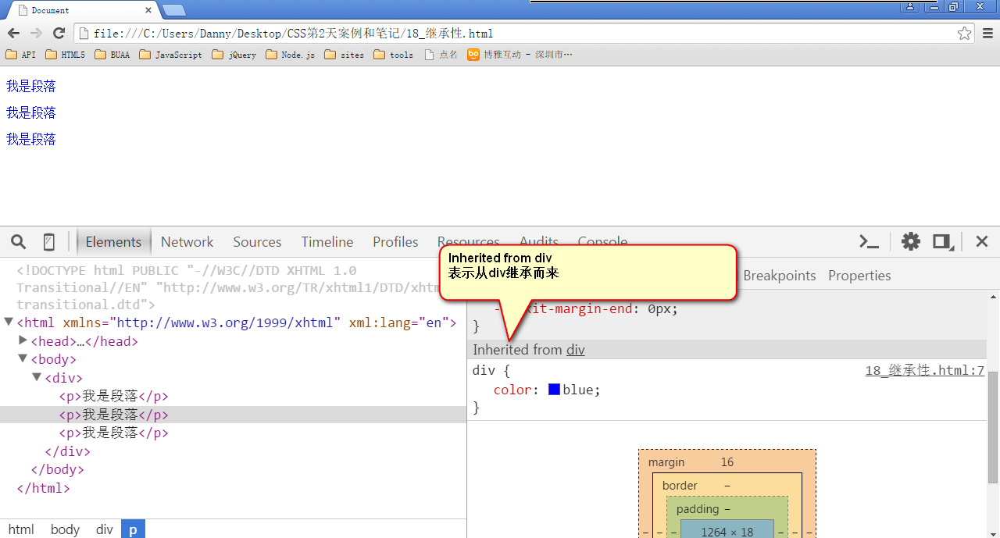 Document
file:///C:/Users/Danny/Desktop/CSS第2天案例和笔记/18_继承性.html
API HTML5 BUAA JavaScript jQuery Node.js sites tools 点名 博雅互动 - 深圳市…
我是段落
我是段落
我是段落
Elements Network Sources Timeline Profiles Resources Audits Console
Inherited from div
表示从div继承而来
Breakpoints Properties
<!DOCTYPE html PUBLIC "-//W3C//DTD XHTML 1.0
Transitional//EN" "http://www.w3.org/TR/xhtml1/DTD/xhtm
transitional.dtd">
<html xmlns="http://www.w3.org/1999/xhtml" xml:lang="en">
<head>…</head>
<body>
<div>
<p>我是段落</p>
<p>我是段落</p>
<p>我是段落</p>
</div>
</body>
</html>
html body div p
kit-margin-end: 0px;
}
Inherited from div
div { 18_继承性.html:7
color: blue;
}
margin 16
border –
padding –
– – – 1264 × 18 – – –